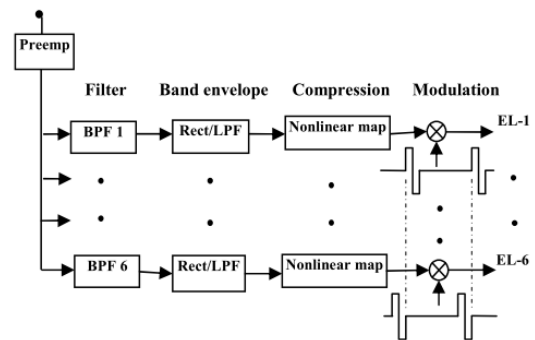 Preemp
Filter Band envelope Compression Modulation
BPF 1 Rect/LPF Nonlinear map EL-1
BPF 6 Rect/LPF Nonlinear map EL-6